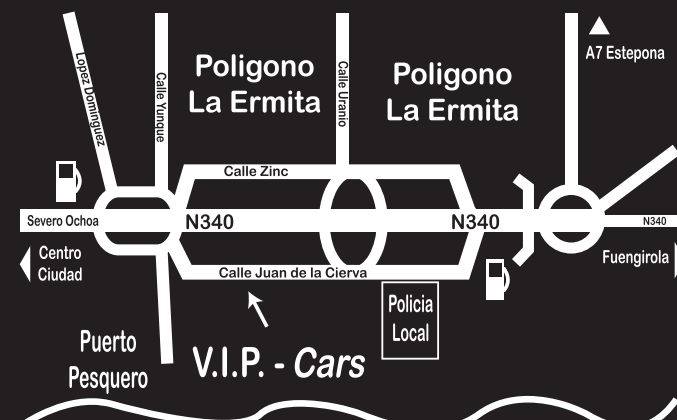 A7 Estepona
Poligono
La Ermita
Poligono
La Ermita
Lopez Dominguez
Calle Yunque
Calle Uranio
Calle Zinc
Severo Ochoa
N340
N340
N340
Centro
Ciudad
Fuengirola
Calle Juan de la Cierva
Policia
Local
Puerto
Pesquero
V.I.P. - Cars